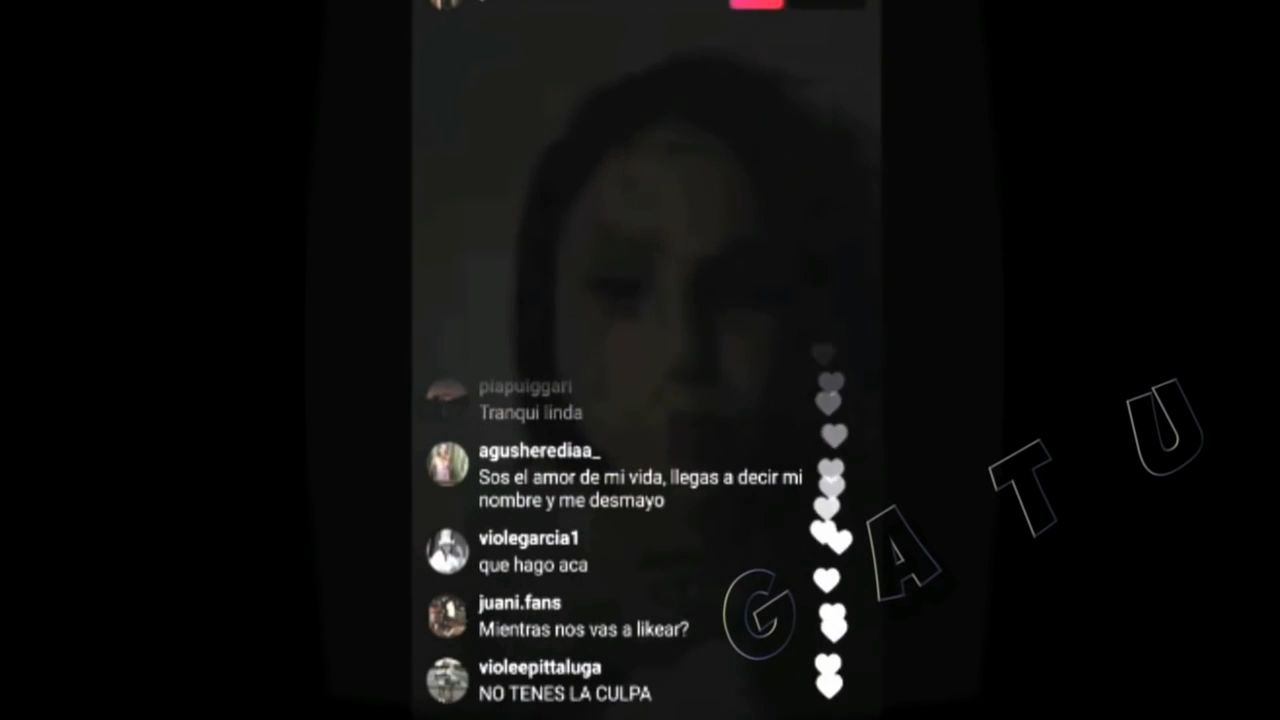 piapuiggari
Tranqui linda
agusherediaa_
Sos el amor de mi vida, llegas a decir mi
nombre y me desmayo
violegarcia1
que hago aca
juani.fans
Mientras nos vas a likear?
violeepittaluga
NO TENES LA CULPA
GATU